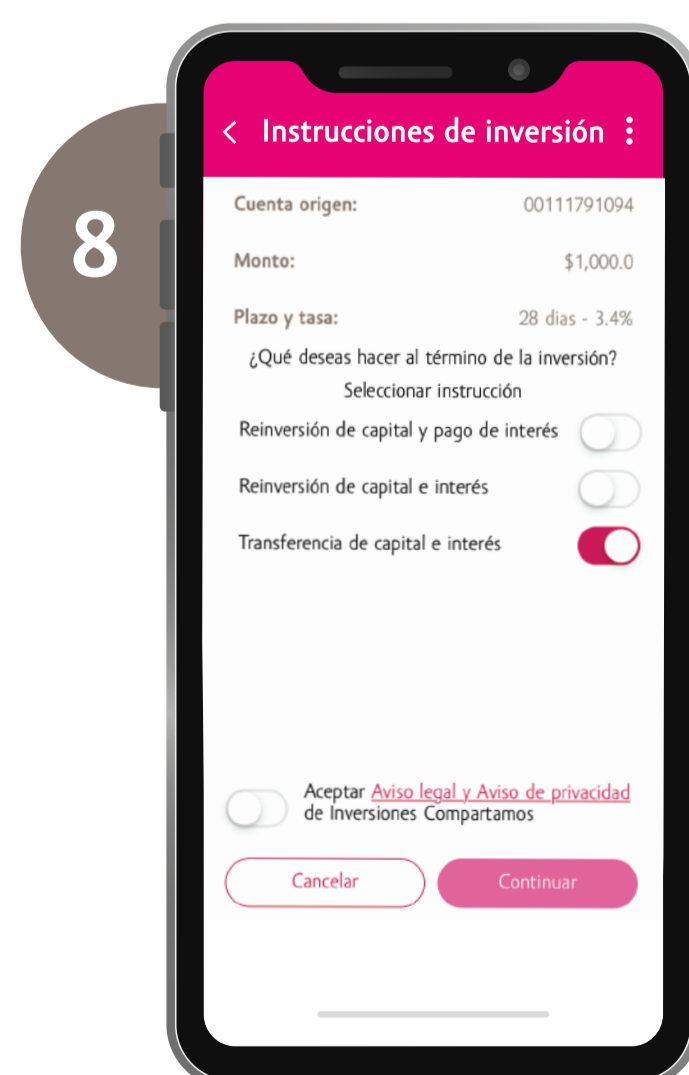 8
Instrucciones de inversión
Cuenta origen: 00111791094
Monto: $1,000.0
Plazo y tasa: 28 dias - 3.4%
¿Qué deseas hacer al término de la inversión?
Seleccionar instrucción
Reinversión de capital y pago de interés
Reinversión de capital e interés
Transferencia de capital e interés
Aceptar Aviso legal y Aviso de privacidad
de Inversiones Compartamos
Cancelar Continuar